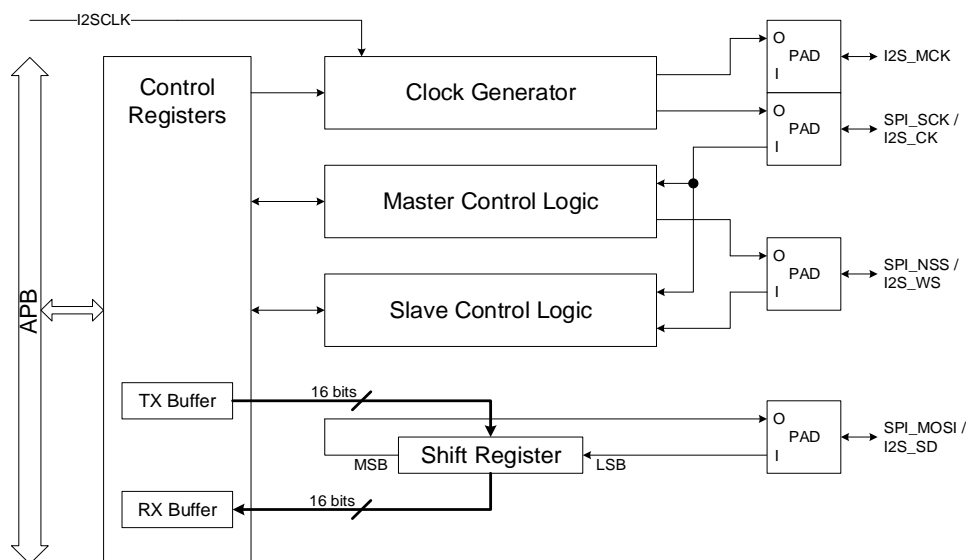 I2SCLK
O
PAD
I
I2S_MCK
Control
Registers
Clock Generator
O
PAD
I
SPI_SCK /
I2S_CK
Master Control Logic
O
PAD
I
SPI_NSS /
I2S_WS
APB
Slave Control Logic
TX Buffer
16 bits
O
PAD
I
SPI_MOSI /
I2S_SD
MSB
Shift Register
LSB
RX Buffer
16 bits